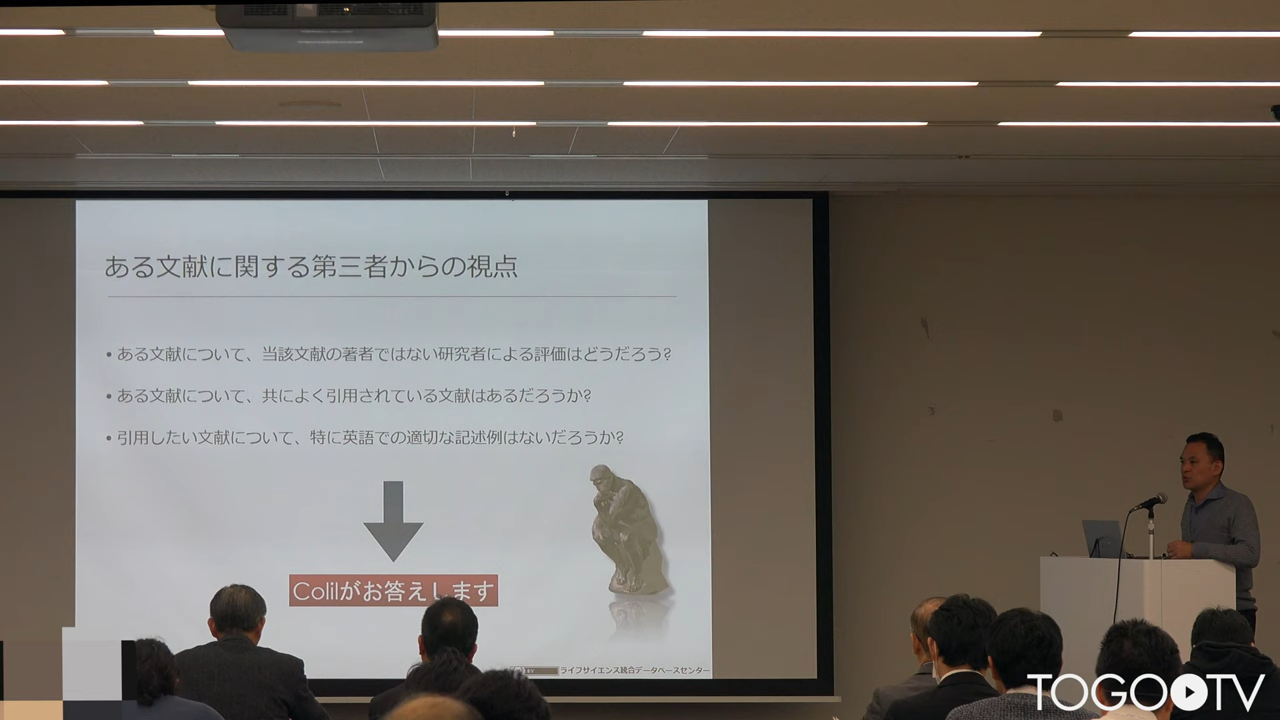 ある文献に関する第三者からの視点
• ある文献について、当該文献の著者ではない研究者による評価はどうだろう?
• ある文献について、共によく引用されている文献はあるだろうか?
• 引用したい文献について、特に英語での適切な記述例はないだろうか?
Colilがお答えします
ライフサイエンス統合データベースセンター
TOGO TV